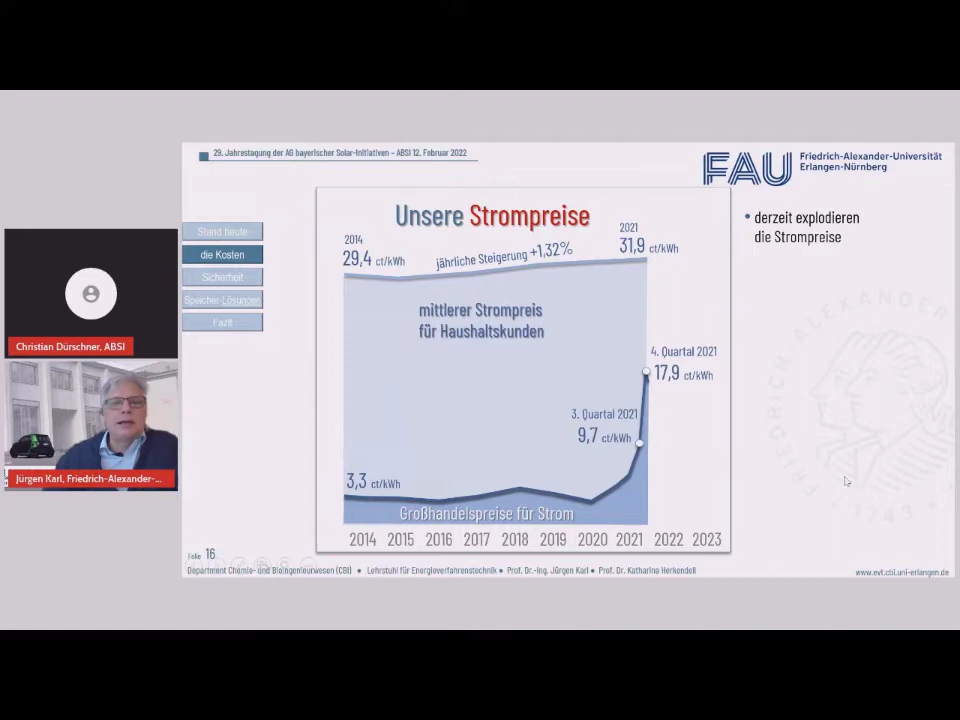 29. Jahrestagung der AG bayerischer Solar-Initiativen – ABSI 12. Februar 2022
FAU Friedrich-Alexander-Universität
Erlangen-Nürnberg
Stand heute
die Kosten
Sicherheit
Speicher-Lösungen
Fazit
Unsere Strompreise
2014
29,4 ct/kWh
jährliche Steigerung +1,32%
2021
31,9 ct/kWh
mittlerer Strompreis
für Haushaltskunden
4. Quartal 2021
17,9 ct/kWh
3. Quartal 2021
9,7 ct/kWh
3,3 ct/kWh
Großhandelspreise für Strom
2014 2015 2016 2017 2018 2019 2020 2021 2022 2023
• derzeit explodieren
die Strompreise
Christian Dürschner, ABSI
Jürgen Karl, Friedrich-Alexander-...
FRIEDRICH ALEXANDER
1743
Folie 16
Department Chemie- und Bioingenieurwesen (CBI) • Lehrstuhl für Energieverfahrenstechnik • Prof. Dr.-Ing. Jürgen Karl • Prof. Dr. Katharina Herkendell
www.evt.cbi.uni-erlangen.de